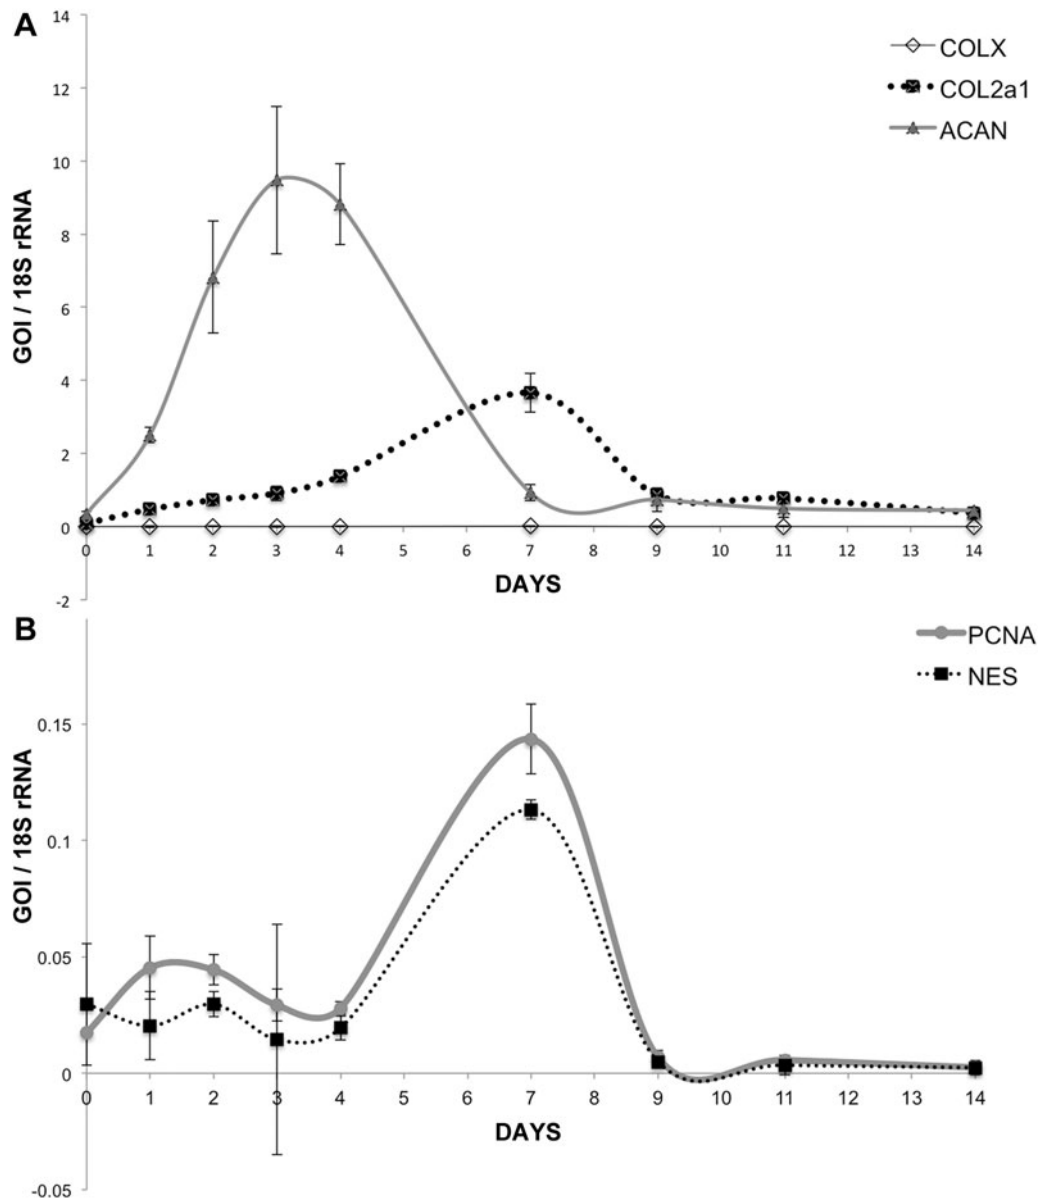 A
14
12
10
8
6
4
2
0
-2
GOI / 18S rRNA
COLX
COL2a1
ACAN
0 1 2 3 4 5 6 7 8 9 10 11 12 13 14
DAYS
B
PCNA
NES
0.15
0.1
0.05
0
-0.05
GOI / 18S rRNA
0 1 2 3 4 5 6 7 8 9 10 11 12 13 14
DAYS